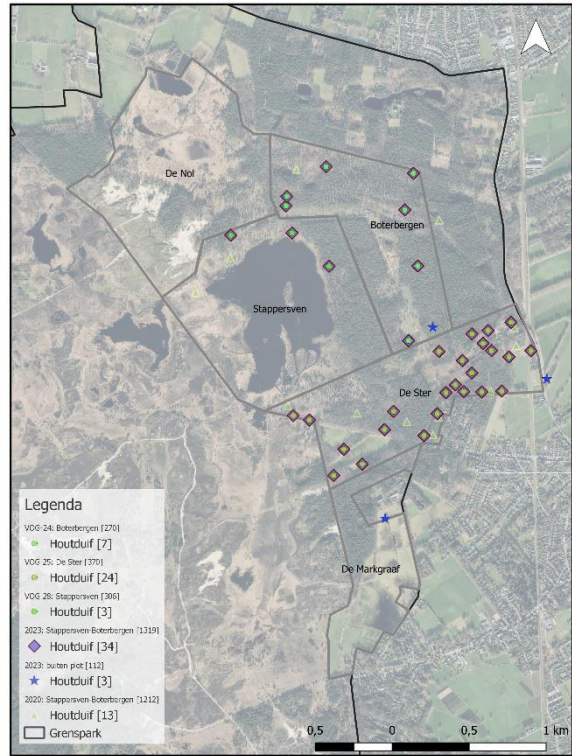 De Nol
Boterbergen
Stappersven
De Ster
De Markgraaf
Legenda
VOG-24: Boterbergen [270]
Houtduif [7]
VOG 25: De Ster [370]
Houtduif [24]
VOG 28: Stappersven [306]
Houtduif [3]
2023: Stappersven-Boterbergen [1319]
Houtduif [34]
2023: buiten plot [112]
Houtduif [3]
2020: Stappersven-Boterbergen [1212]
Houtduif [13]
Grenspark
0,5 0 0,5 1 km